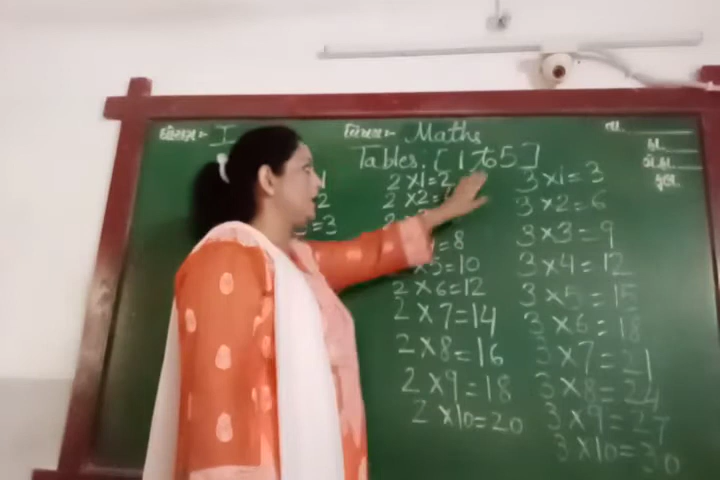 ધોરણ:- I વિષય:- Maths
Tables. [1 to 5]
2 x 1 = 2
2 x 2 =
= 8
x 5 = 10
2 x 6 = 12
2 x 7 = 14
2 x 8 = 16
2 x 9 = 18
2 x 10 = 20
3 x 1 = 3
3 x 2 = 6
3 x 3 = 9
3 x 4 = 12
3 x 5 = 15
3 x 6 = 18
3 x 7 = 21
3 x 8 = 24
3 x 9 = 27
3 x 10 = 30